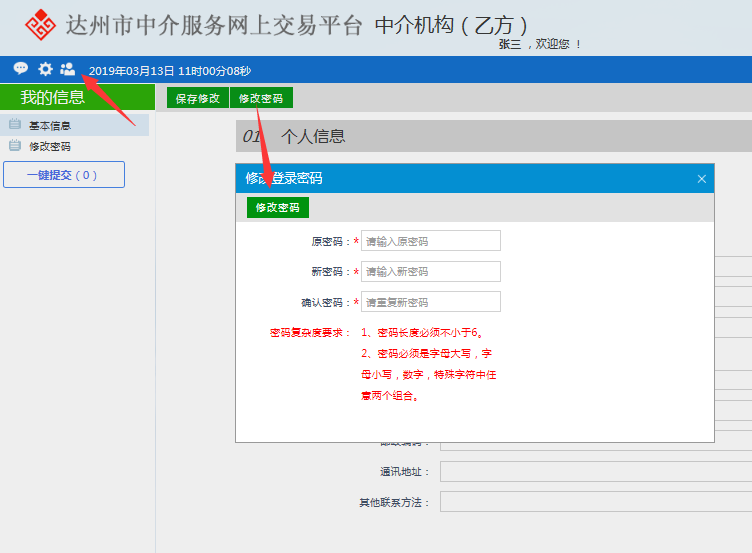 达州市中介服务网上交易平台 中介机构（乙方）
张三 ，欢迎您 ！
2019年03月13日 11时00分08秒
我的信息
保存修改 修改密码
基本信息
修改密码
一键提交（0）
01 个人信息
修改登录密码
修改密码
原密码：* 请输入原密码
新密码：* 请输入新密码
确认密码：* 请重复新密码
密码复杂度要求： 1、密码长度必须不小于6。
2、密码必须是字母大写，字
母小写，数字，特殊字符中任
意两个组合。
通讯地址：
其他联系方法：